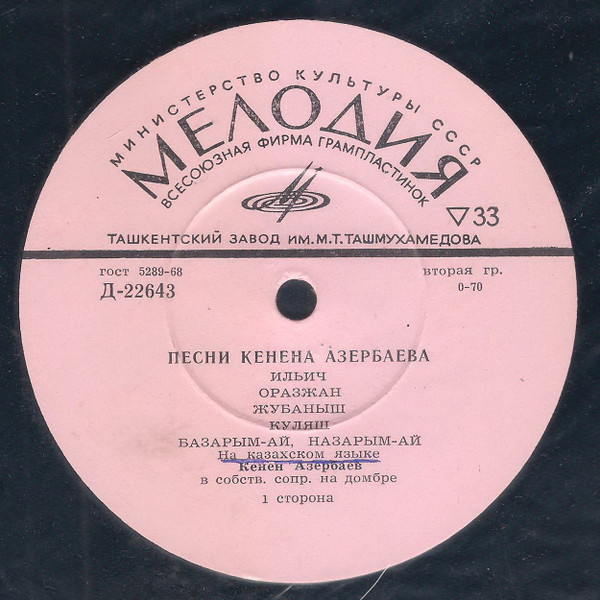 МИНИСТЕРСТВО КУЛЬТУРЫ СССР
МЕЛОДИЯ
ВСЕСОЮЗНАЯ ФИРМА ГРАМПЛАСТИНОК
▽33
ТАШКЕНТСКИЙ ЗАВОД ИМ.М.Т.ТАШМУХАМЕДОВА
гост 5289-68
вторая гр.
Д-22643
0-70
ПЕСНИ КЕНЕНА АЗЕРБАЕВА
ИЛЬИЧ
ОРАЗЖАН
ЖУБАНЫШ
КУЛЯШ
БАЗАРЫМ-АЙ, НАЗАРЫМ-АЙ
На казахском языке
Кенен Азербаев
в собств. сопр. на домбре
1 сторона